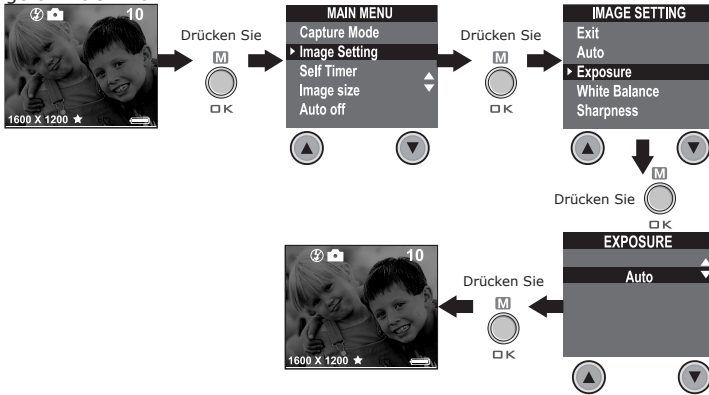 10
1600 X 1200
Drücken Sie
M
OK
MAIN MENU
Capture Mode
Image Setting
Self Timer
Image size
Auto off
Drücken Sie
M
OK
IMAGE SETTING
Exit
Auto
Exposure
White Balance
Sharpness
Drücken Sie
M
OK
EXPOSURE
Auto
Drücken Sie
M
OK
10
1600 X 1200